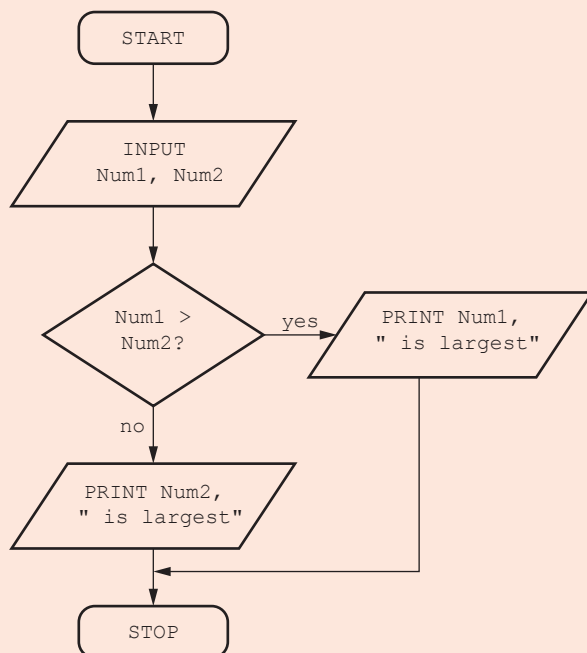 START
INPUT
Num1, Num2
Num1 >
Num2?
yes
PRINT Num1,
" is largest"
no
PRINT Num2,
" is largest"
STOP